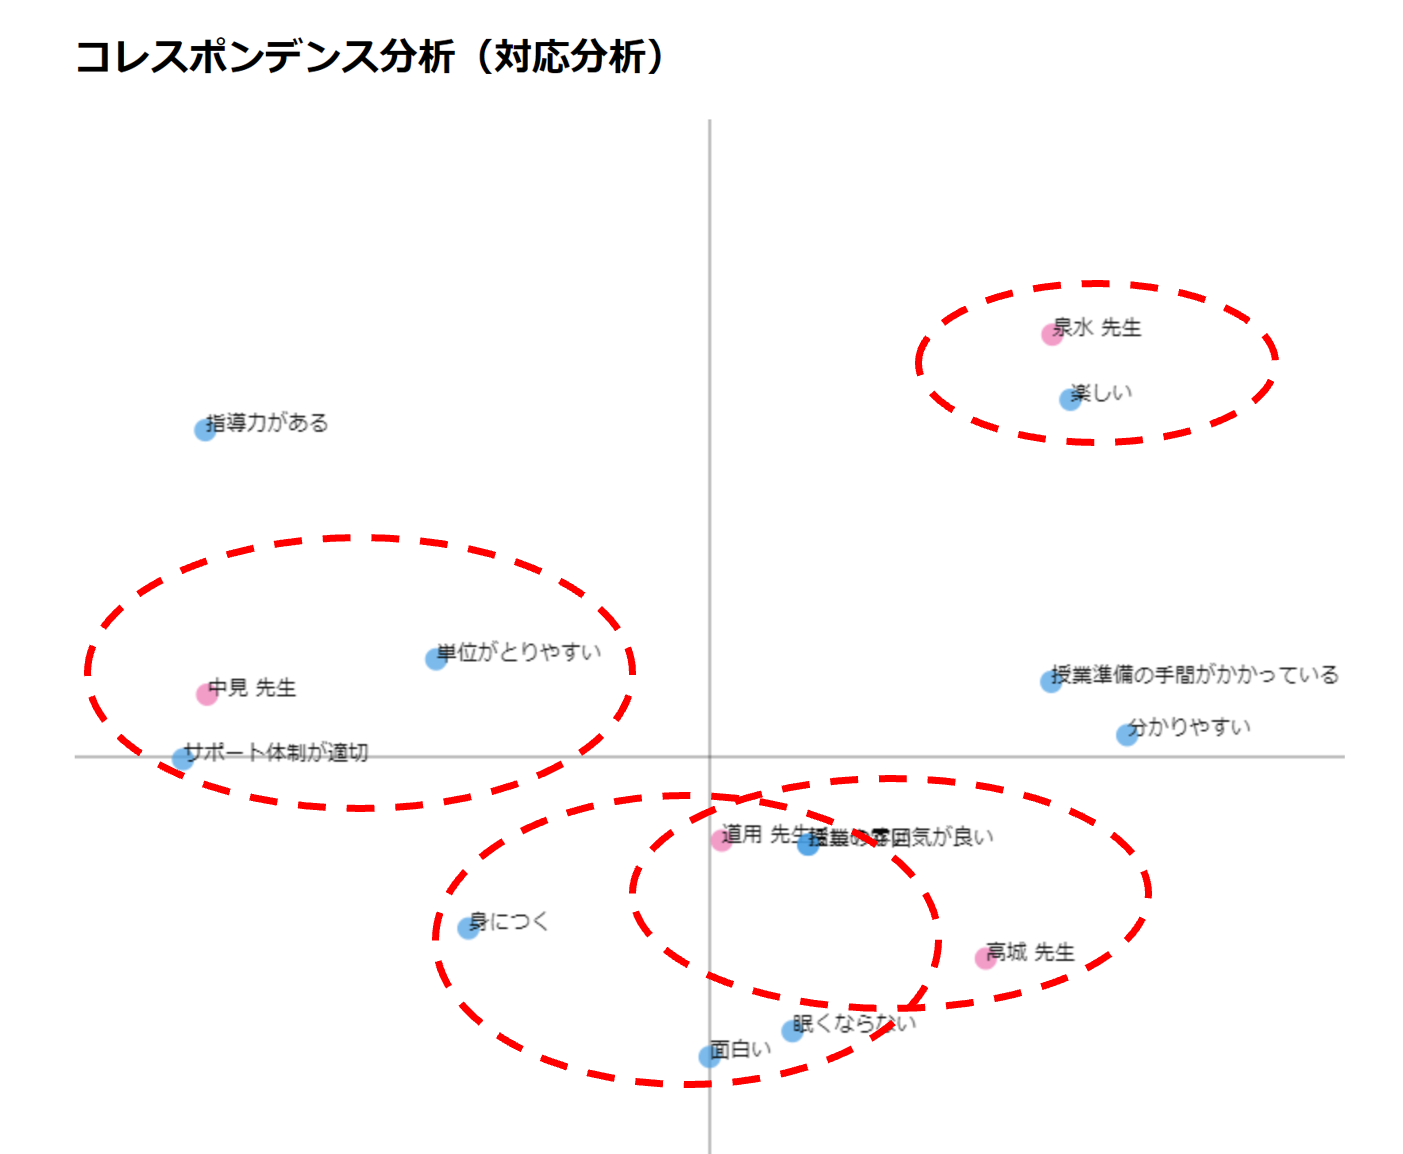 コレスポンデンス分析（対応分析）
泉水 先生
楽しい
指導力がある
単位がとりやすい
授業準備の手間がかかっている
中見 先生
分かりやすい
サポート体制が適切
道用 先生
授業の雰囲気が良い
身につく
高城 先生
眠くならない
面白い